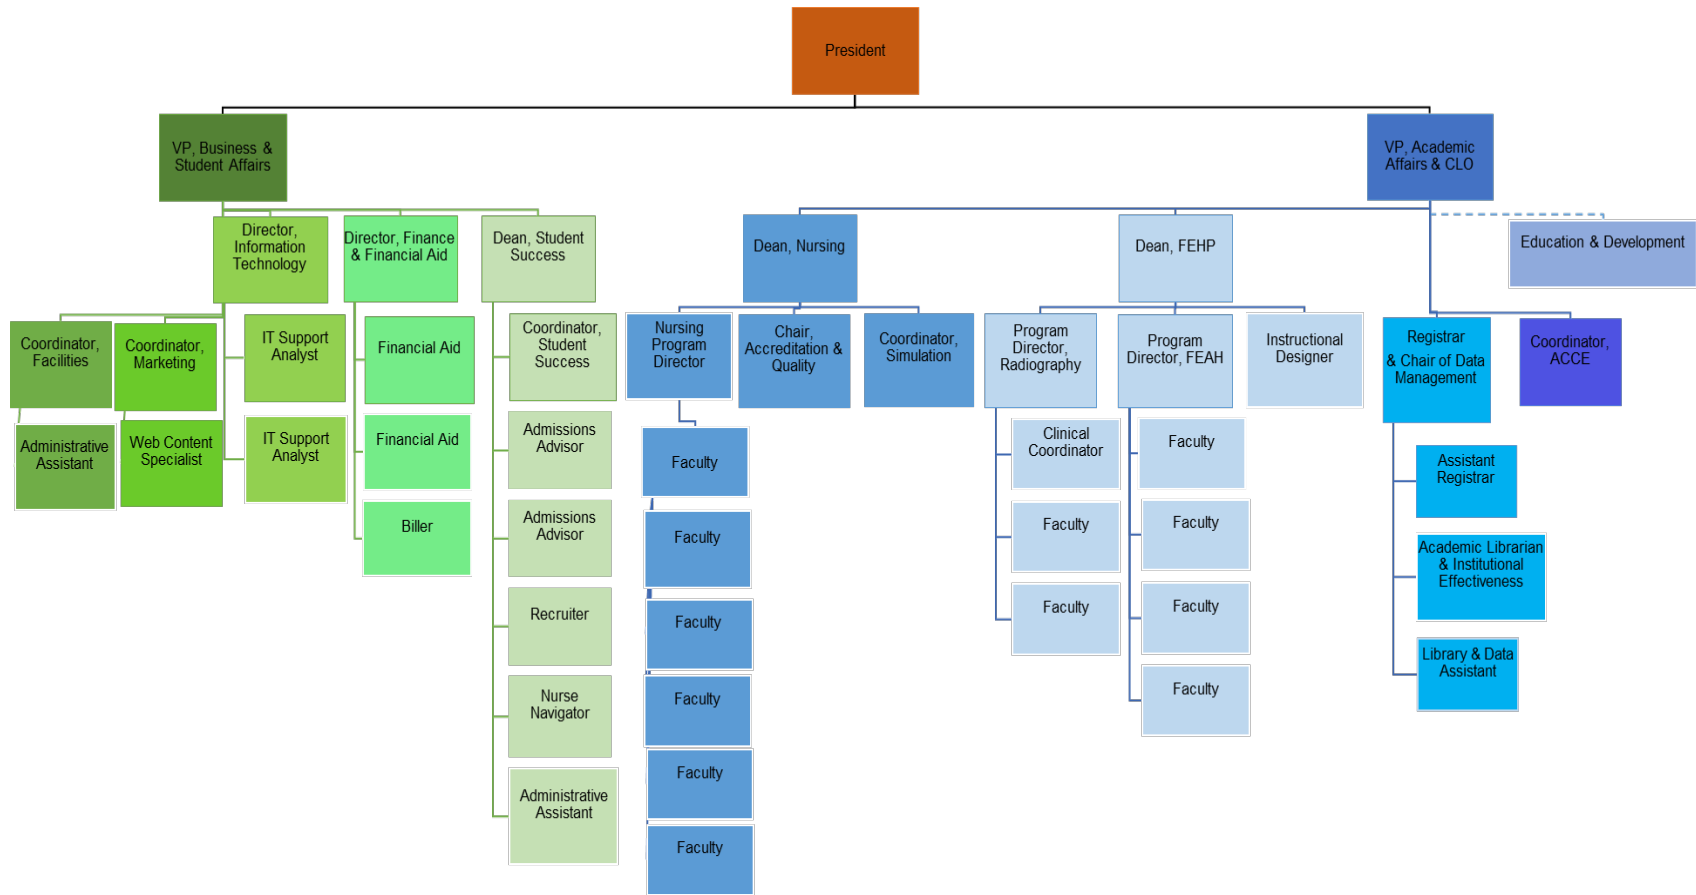 President
VP, Business &
Student Affairs
VP, Academic
Affairs & CLO
Director,
Information
Technology
Director, Finance
& Financial Aid
Dean, Student
Success
Dean, Nursing
Dean, FEHP
Education & Development
Coordinator,
Facilities
Coordinator,
Marketing
IT Support
Analyst
Financial Aid
Coordinator,
Student
Success
Nursing
Program
Director
Chair,
Accreditation &
Quality
Coordinator,
Simulation
Program
Director,
Radiography
Program
Director, FEAH
Instructional
Designer
Registrar
& Chair of Data
Management
Coordinator,
ACCE
Administrative
Assistant
Web Content
Specialist
IT Support
Analyst
Financial Aid
Admissions
Advisor
Faculty
Clinical
Coordinator
Faculty
Assistant
Registrar
Biller
Admissions
Advisor
Faculty
Faculty
Faculty
Academic Librarian
& Institutional
Effectiveness
Recruiter
Faculty
Faculty
Faculty
Library & Data
Assistant
Nurse
Navigator
Faculty
Faculty
Administrative
Assistant
Faculty
Faculty